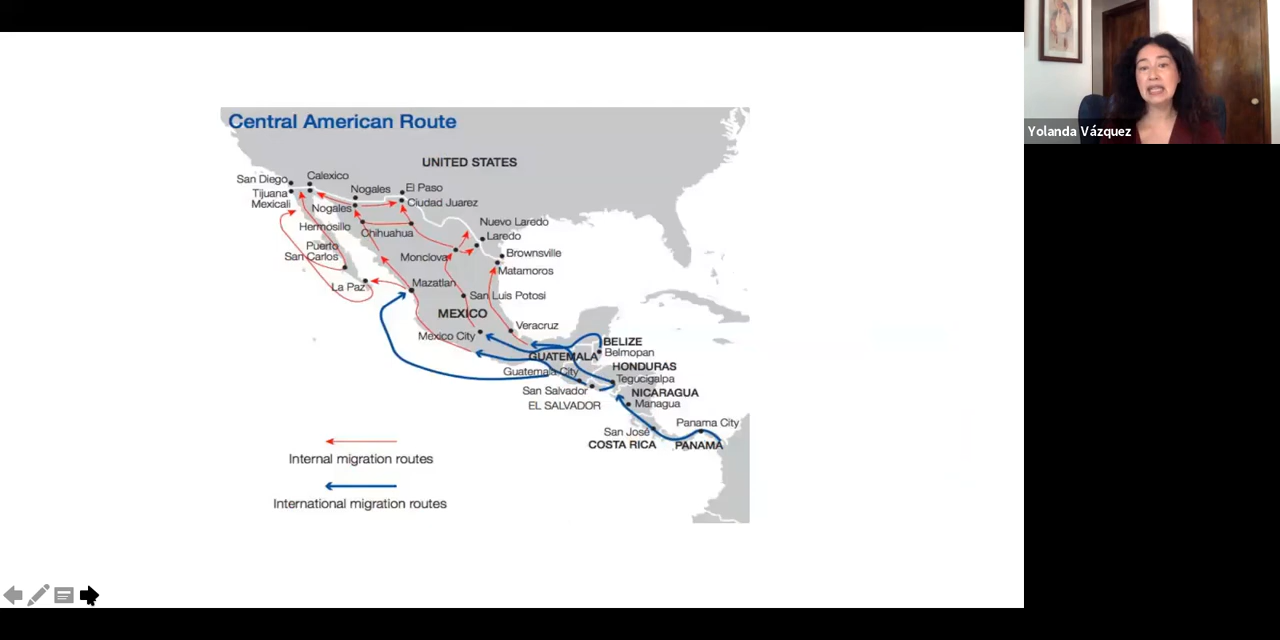 Central American Route
UNITED STATES
San Diego
Calexico
Tijuana
Mexicali
Nogales
El Paso
Nogales
Ciudad Juarez
Hermosillo
Chihuahua
Nuevo Laredo
Laredo
Puerto
San Carlos
Monclova
Brownsville
Matamoros
La Paz
Mazatlan
San Luis Potosi
MEXICO
Mexico City
Veracruz
BELIZE
Belmopan
GUATEMALA
HONDURAS
Guatemala City
Tegucigalpa
San Salvador
NICARAGUA
EL SALVADOR
Managua
Panama City
San José
COSTA RICA
PANAMÁ
Internal migration routes
International migration routes
Yolanda Vázquez